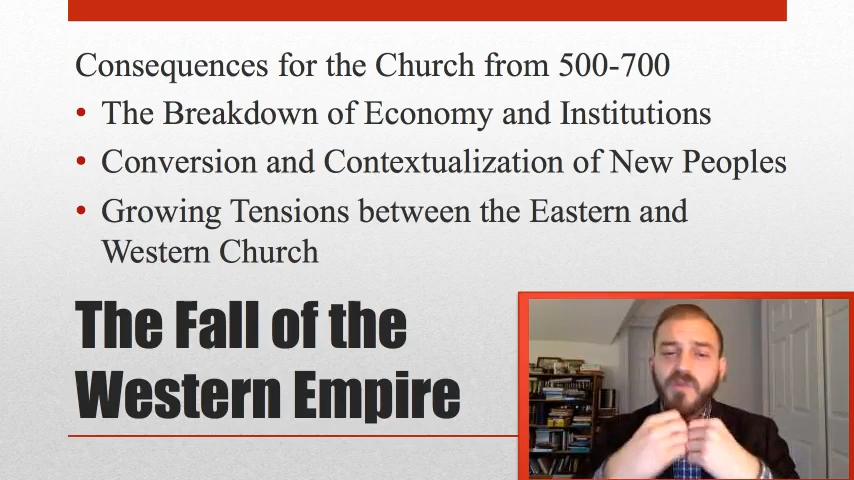 Consequences for the Church from 500-700
• The Breakdown of Economy and Institutions
• Conversion and Contextualization of New Peoples
• Growing Tensions between the Eastern and
Western Church
The Fall of the
Western Empire